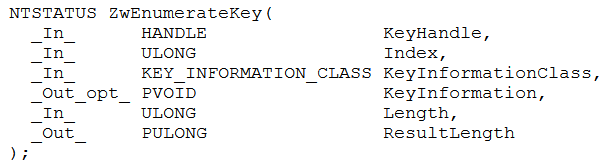 NTSTATUS ZwEnumerateKey(
  _In_      HANDLE                KeyHandle,
  _In_      ULONG                 Index,
  _In_      KEY_INFORMATION_CLASS KeyInformationClass,
  _Out_opt_ PVOID                 KeyInformation,
  _In_      ULONG                 Length,
  _Out_     PULONG                ResultLength
);